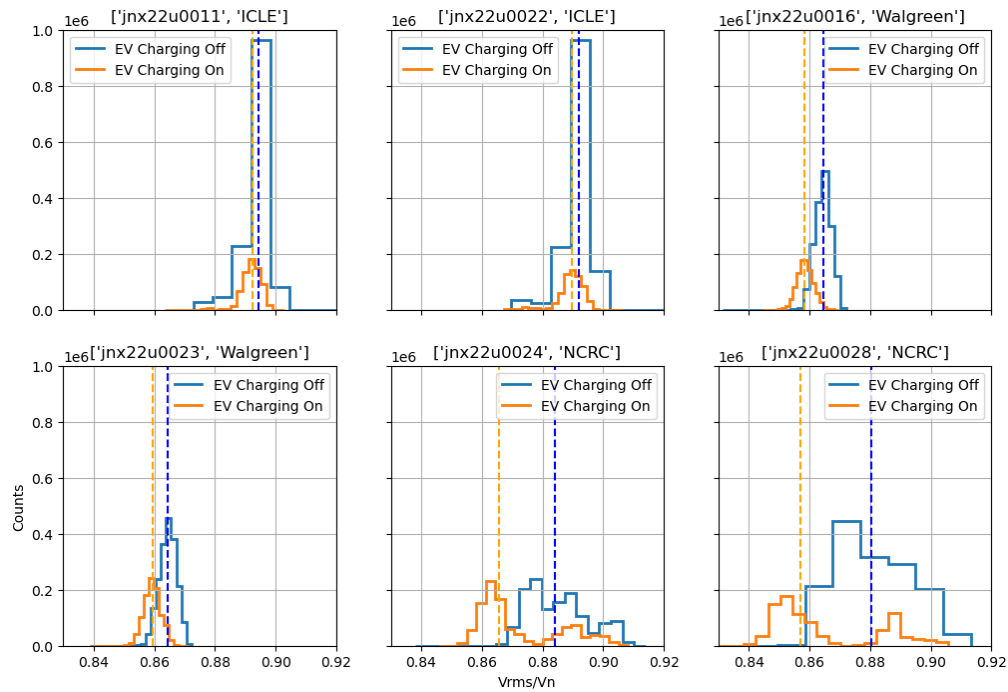 ['jnx22u0011', 'ICLE']
['jnx22u0022', 'ICLE']
['jnx22u0016', 'Walgreen']
1e6
1e6
1e6
1.0
0.8
0.6
0.4
0.2
0.0
EV Charging Off
EV Charging On
EV Charging Off
EV Charging On
EV Charging Off
EV Charging On
['jnx22u0023', 'Walgreen']
['jnx22u0024', 'NCRC']
['jnx22u0028', 'NCRC']
1e6
1e6
1e6
1.0
0.8
0.6
0.4
0.2
0.0
Counts
EV Charging Off
EV Charging On
EV Charging Off
EV Charging On
EV Charging Off
EV Charging On
0.84 0.86 0.88 0.90 0.92
0.84 0.86 0.88 0.90 0.92
0.84 0.86 0.88 0.90 0.92
Vrms/Vn